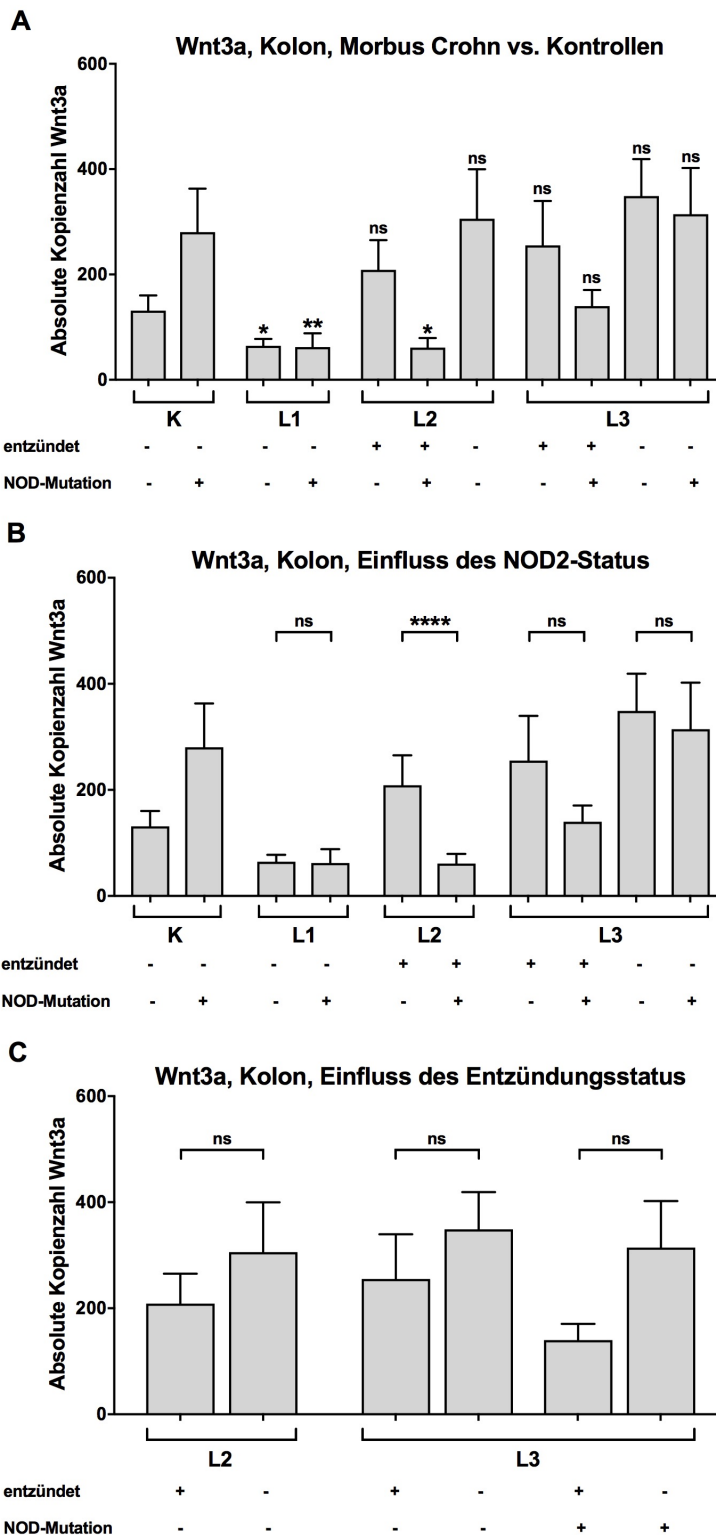 A
Wnt3a, Kolon, Morbus Crohn vs. Kontrollen
Absolute Kopienzahl Wnt3a
600
400
200
0
* ** ns * ns ns ns ns ns
K L1 L2 L3
entzündet - - - - + + - + + - -
NOD-Mutation - + - + - + - - + - +
B
Wnt3a, Kolon, Einfluss des NOD2-Status
Absolute Kopienzahl Wnt3a
600
400
200
0
ns **** ns ns
K L1 L2 L3
entzündet - - - - + + + + - -
NOD-Mutation - + - + - + - + - +
C
Wnt3a, Kolon, Einfluss des Entzündungsstatus
Absolute Kopienzahl Wnt3a
600
400
200
0
ns ns ns
L2 L3
entzündet + - + - + -
NOD-Mutation - - - - + +